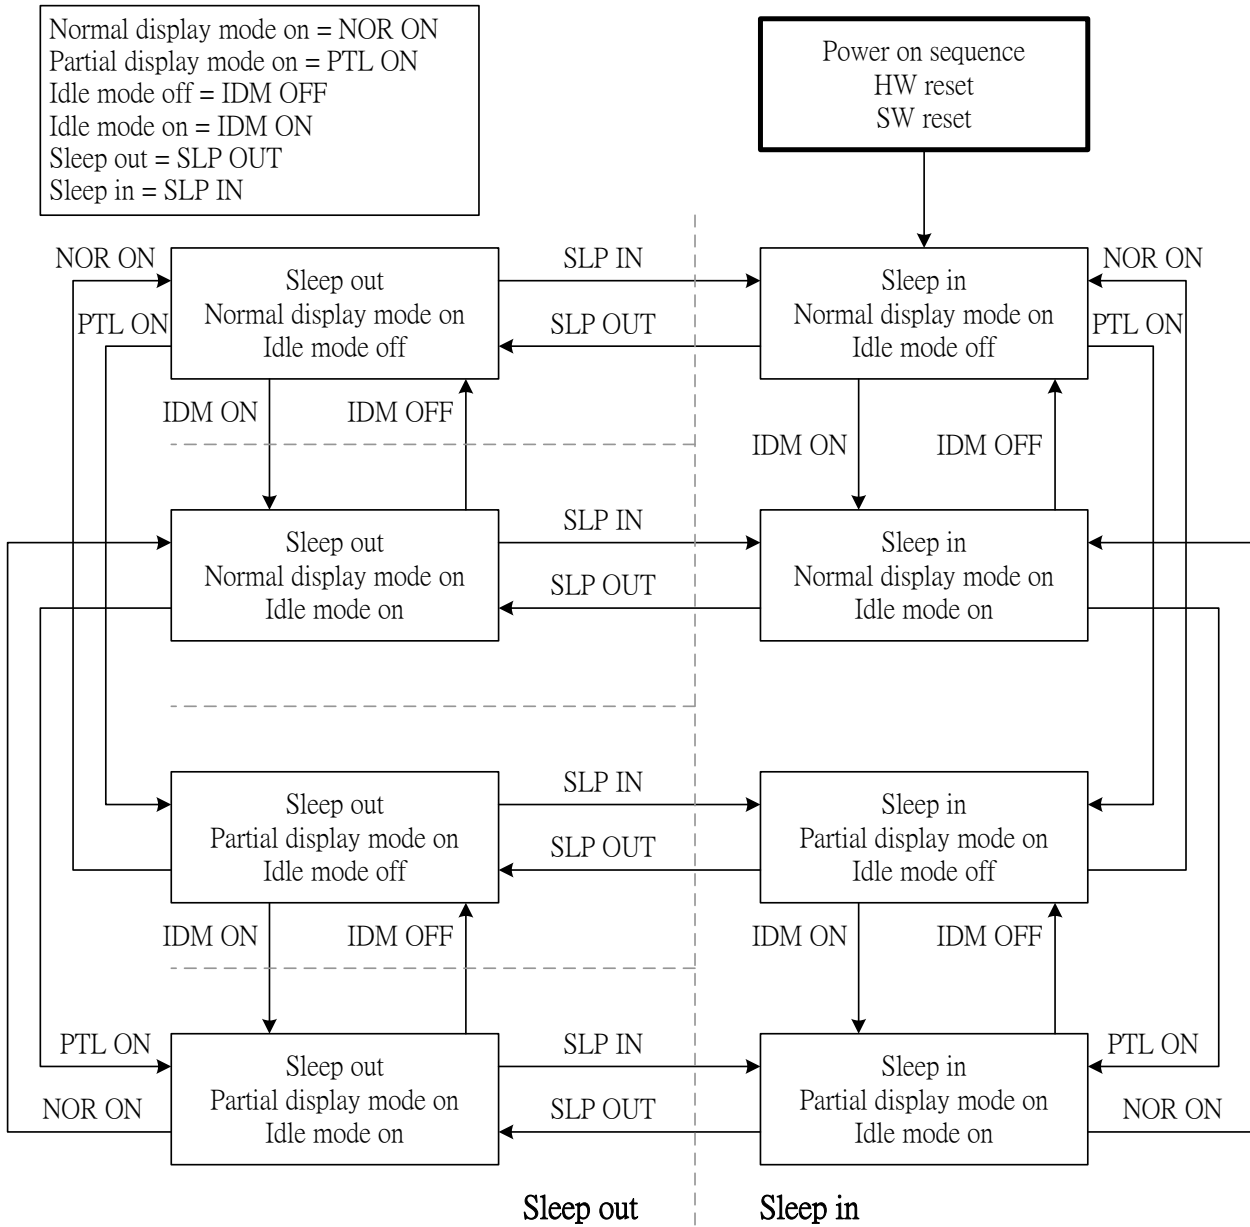 Normal display mode on = NOR ON
Partial display mode on = PTL ON
Idle mode off = IDM OFF
Idle mode on = IDM ON
Sleep out = SLP OUT
Sleep in = SLP IN
Power on sequence
HW reset
SW reset
NOR ON
PTL ON
Sleep out
Normal display mode on
Idle mode off
SLP IN
SLP OUT
Sleep in
Normal display mode on
Idle mode off
NOR ON
PTL ON
IDM ON
IDM OFF
IDM ON
IDM OFF
Sleep out
Normal display mode on
Idle mode on
SLP IN
SLP OUT
Sleep in
Normal display mode on
Idle mode on
Sleep out
Partial display mode on
Idle mode off
SLP IN
SLP OUT
Sleep in
Partial display mode on
Idle mode off
IDM ON
IDM OFF
IDM ON
IDM OFF
PTL ON
NOR ON
Sleep out
Partial display mode on
Idle mode on
SLP IN
SLP OUT
Sleep in
Partial display mode on
Idle mode on
PTL ON
NOR ON
Sleep out
Sleep in